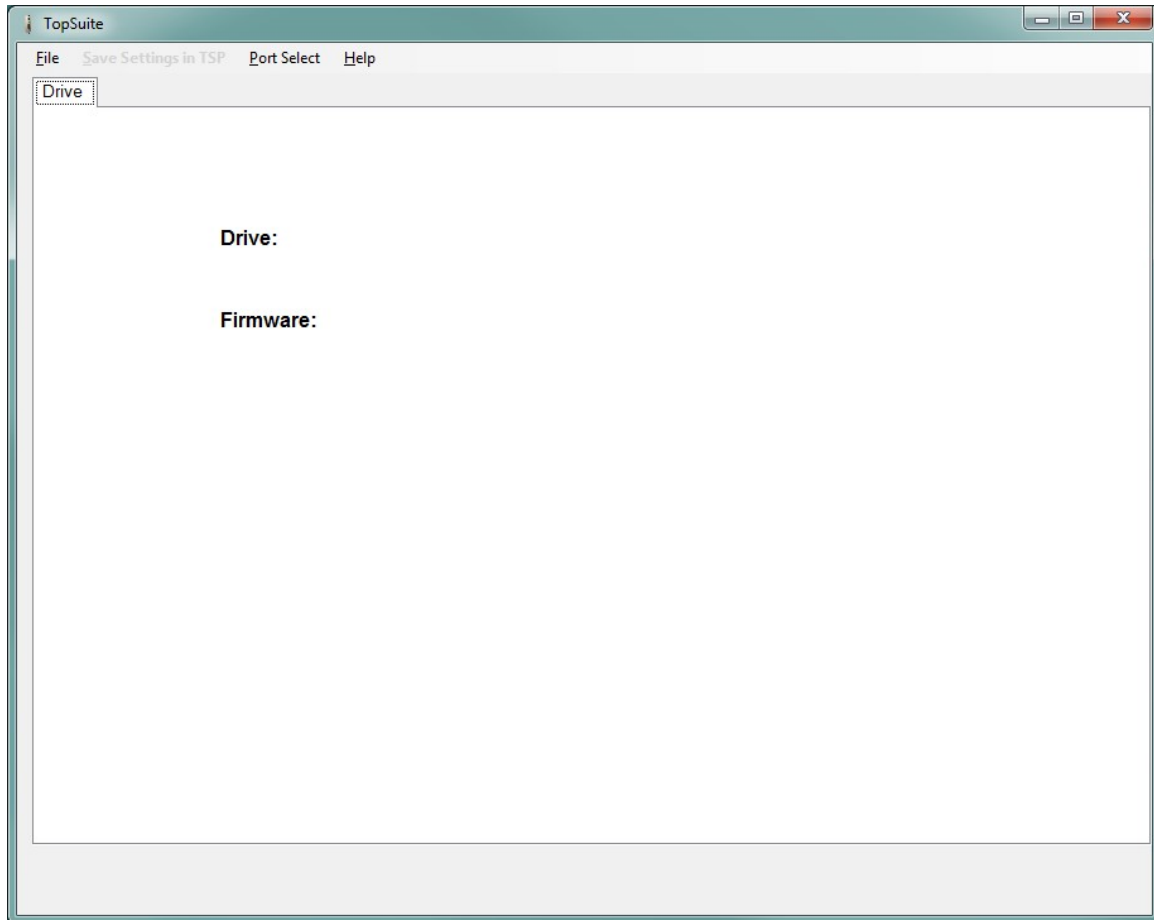 TopSuite
File Save Settings in TSP Port Select Help
Drive
Drive:
Firmware: